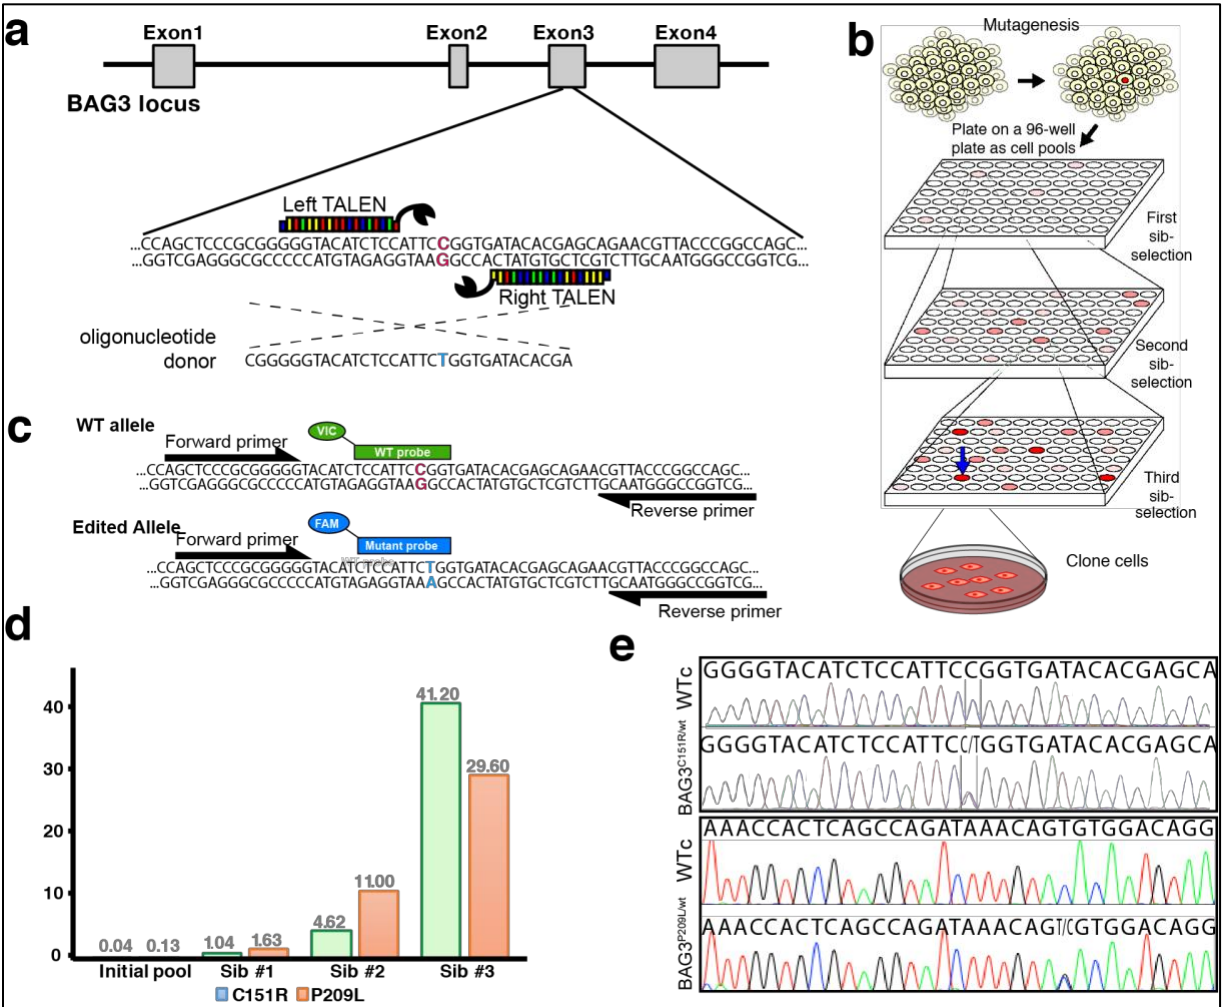 a
Exon1
Exon2
Exon3
Exon4
BAG3 locus
Left TALEN
...CCAGCTCCCGCGGGGGTACATCTCCATTCCGGTGATACACGAGCAGAACGTTACCCGGCCAGC...
...GGTCGAGGGCGCCCCCATGTAGAGGTAAGGCCACTATGTGCTCGTCTTGCAATGGGCCGGTCG...
Right TALEN
oligonucleotide
donor
CGGGGGTACATCTCCATTCTGGTGATACACGA
b
Mutagenesis
Plate on a 96-well
plate as cell pools
First
sib-
selection
Second
sib-
selection
Third
sib-
selection
Clone cells
c
WT allele
Forward primer
VIC
WT probe
...CCAGCTCCCGCGGGGGTACATCTCCATTCCGGTGATACACGAGCAGAACGTTACCCGGCCAGC...
...GGTCGAGGGCGCCCCCATGTAGAGGTAAGGCCACTATGTGCTCGTCTTGCAATGGGCCGGTCG...
Reverse primer
Edited Allele
Forward primer
FAM
Mutant probe
...CCAGCTCCCGCGGGGGTACATCTCCATTCTGGTGATACACGAGCAGAACGTTACCCGGCCAGC...
...GGTCGAGGGCGCCCCCATGTAGAGGTAAAGCCACTATGTGCTCGTCTTGCAATGGGCCGGTCG...
Reverse primer
d
40
30
20
10
0
0.04
0.13
1.04
1.63
4.62
11.00
41.20
29.60
Initial pool
Sib #1
Sib #2
Sib #3
C151R
P209L
e
WTc
GGGGTACATCTCCATTCCGGTGATACACGAGCA
BAG3C151R/wt
GGGGTACATCTCCATTCC/TGGTGATACACGAGCA
WTc
AAACCACTCAGCCAGATAAACAGTGTGGACAGG
BAG3P209L/wt
AAACCACTCAGCCAGATAAACAGT/CGTGGACAGG